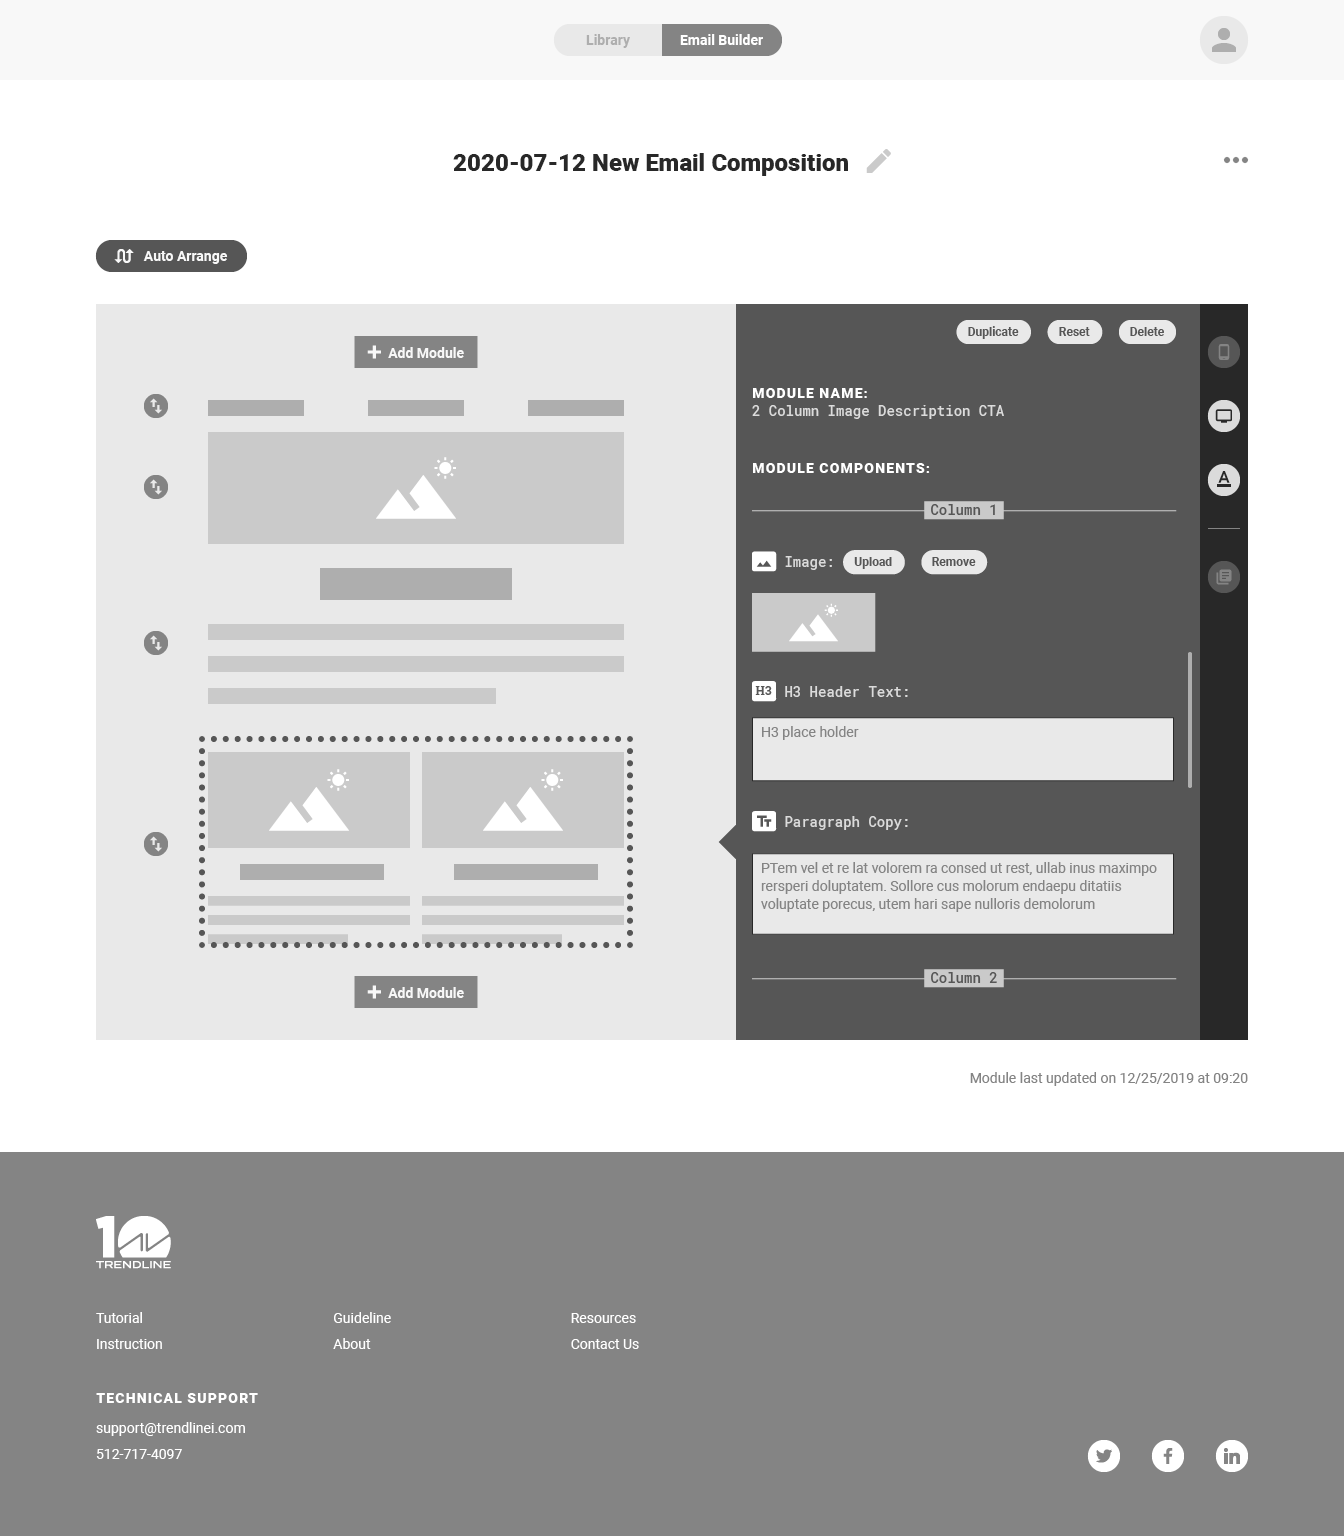 Library
Email Builder
2020-07-12 New Email Composition
Auto Arrange
Add Module
Add Module
Duplicate
Reset
Delete
MODULE NAME:
2 Column Image Description CTA
MODULE COMPONENTS:
Column 1
Image:
Upload
Remove
H3
H3 Header Text:
H3 place holder
Tт
Paragraph Copy:
PTem vel et re lat volorem ra consed ut rest, ullab inus maximpo
rersperi doluptatem. Sollore cus molorum endaepu ditatiis
voluptate porecus, utem hari sape nulloris demolorum
Column 2
A
Module last updated on 12/25/2019 at 09:20
10
TRENDLINE
Tutorial
Guideline
Resources
Instruction
About
Contact Us
TECHNICAL SUPPORT
support@trendlinei.com
512-717-4097
f
in